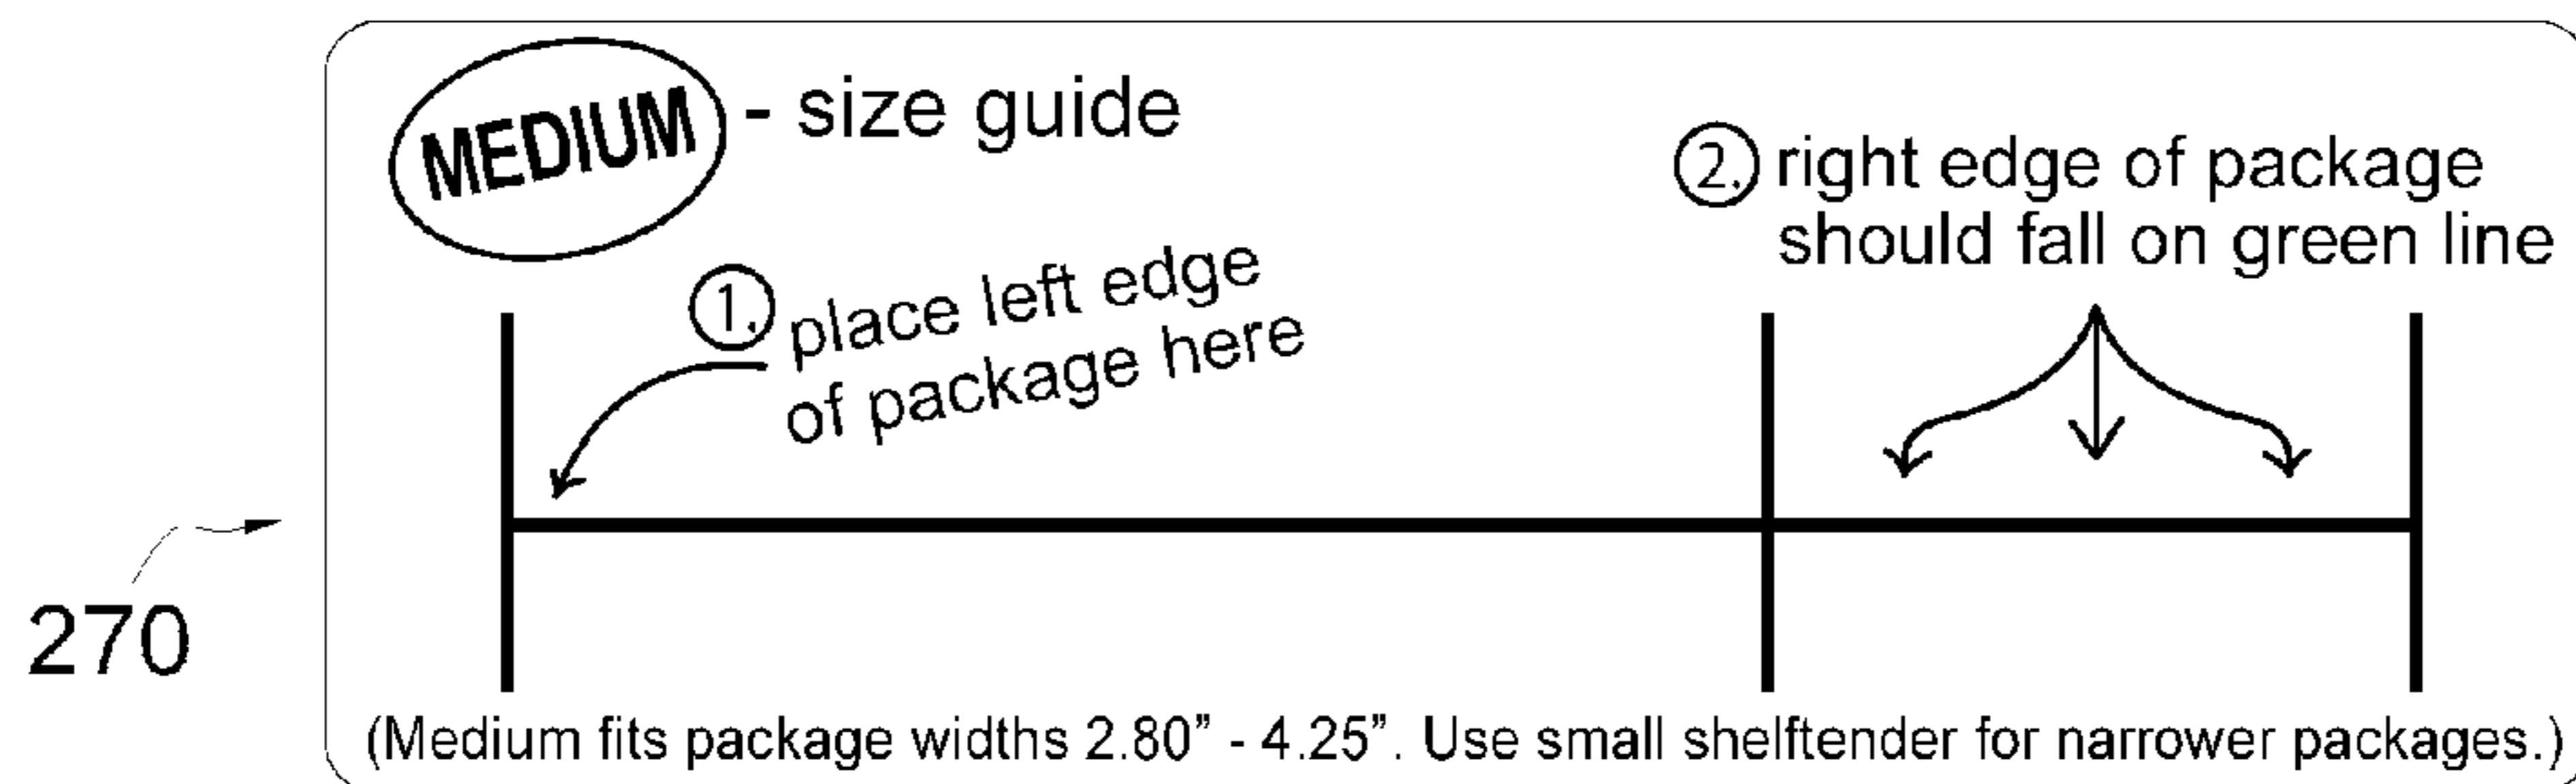 MEDIUM - size guide
1. place left edge
of package here
2. right edge of package
should fall on green line
270
(Medium fits package widths 2.80” - 4.25”. Use small shelftender for narrower packages.)